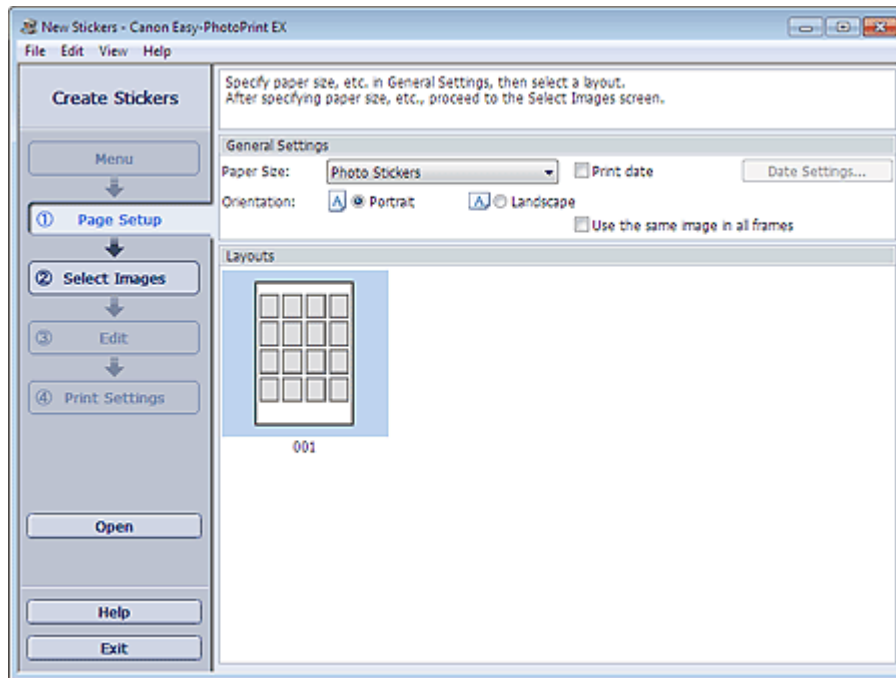 New Stickers - Canon Easy-PhotoPrint EX
File Edit View Help
Create Stickers
Menu
① Page Setup
② Select Images
③ Edit
④ Print Settings
Open
Help
Exit
Specify paper size, etc. in General Settings, then select a layout.
After specifying paper size, etc., proceed to the Select Images screen.
General Settings
Paper Size: Photo Stickers Print date Date Settings...
Orientation: A Portrait A Landscape
Use the same image in all frames
Layouts
001